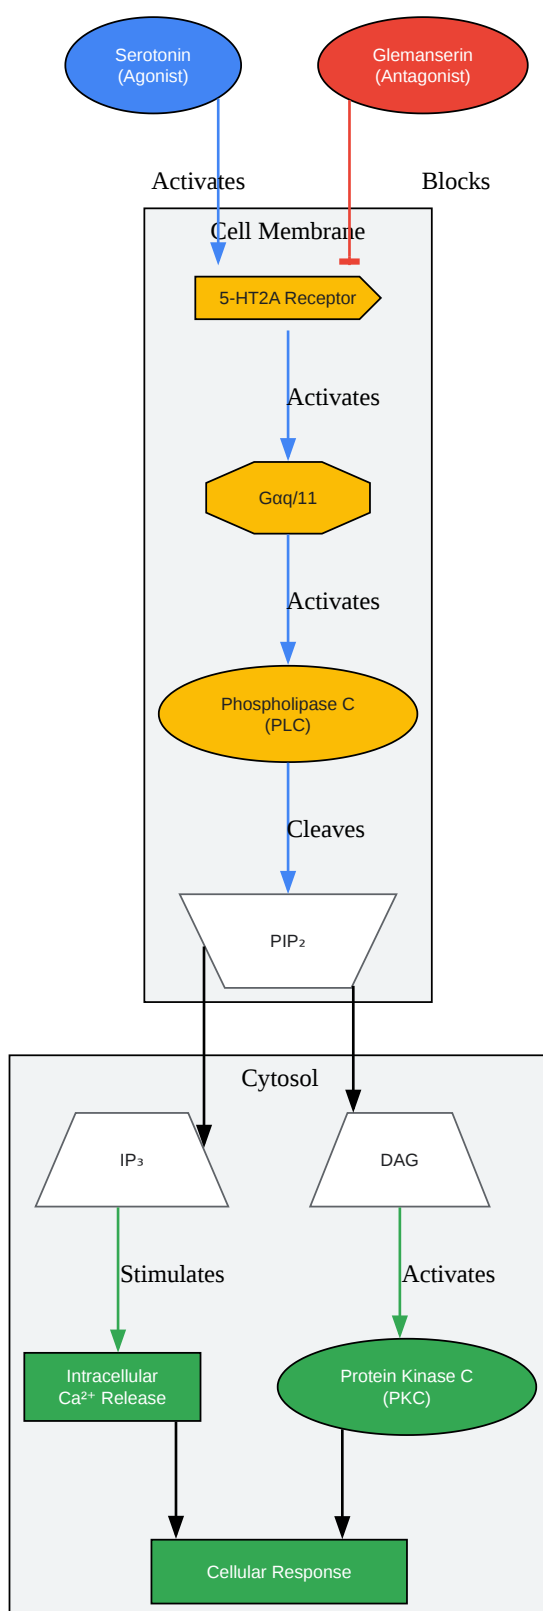 Serotonin
(Agonist)
Glemanserin
(Antagonist)
Activates
Blocks
Cell Membrane
5-HT2A Receptor
Activates
Gαq/11
Activates
Phospholipase C
(PLC)
Cleaves
PIP₂
Cytosol
IP₃
DAG
Stimulates
Activates
Intracellular
Ca²⁺ Release
Protein Kinase C
(PKC)
Cellular Response